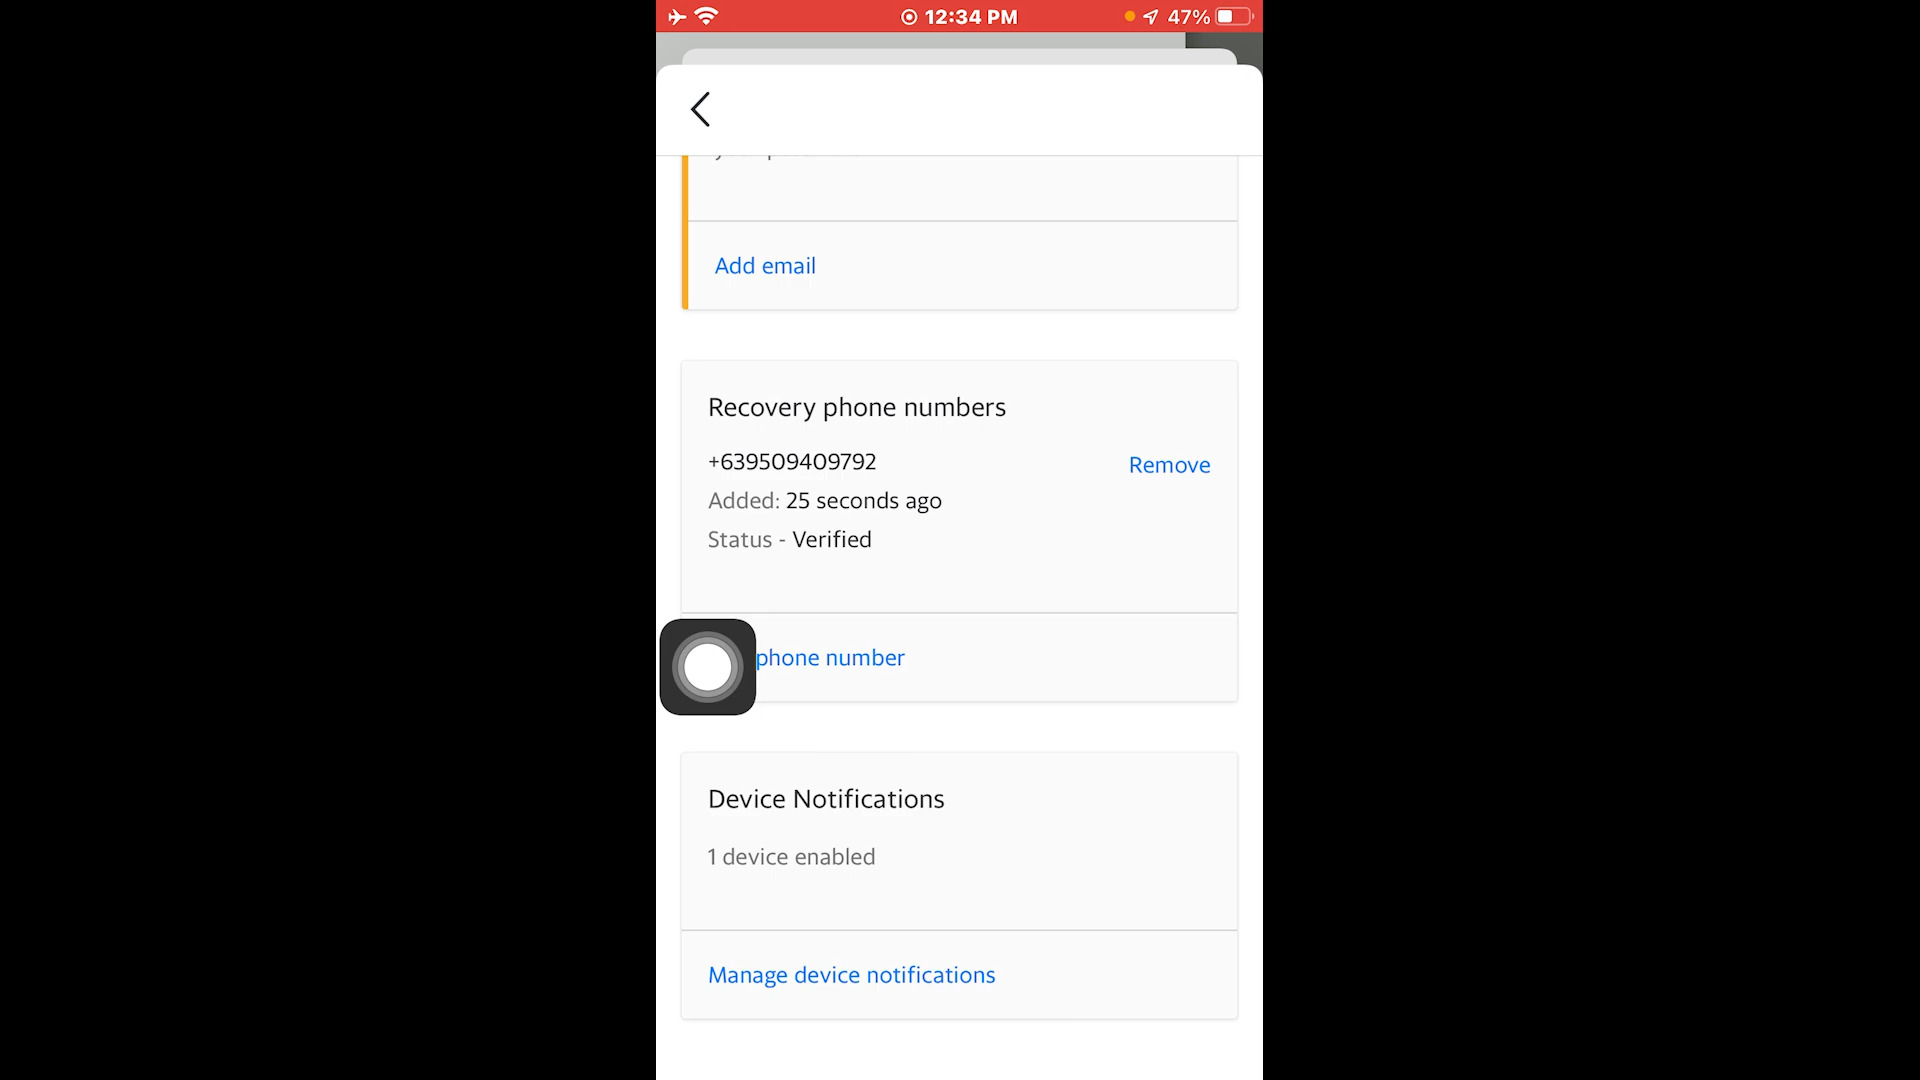 12:34 PM
47%
Add email
Recovery phone numbers
+639509409792
Remove
Added: 25 seconds ago
Status - Verified
phone number
Device Notifications
1 device enabled
Manage device notifications